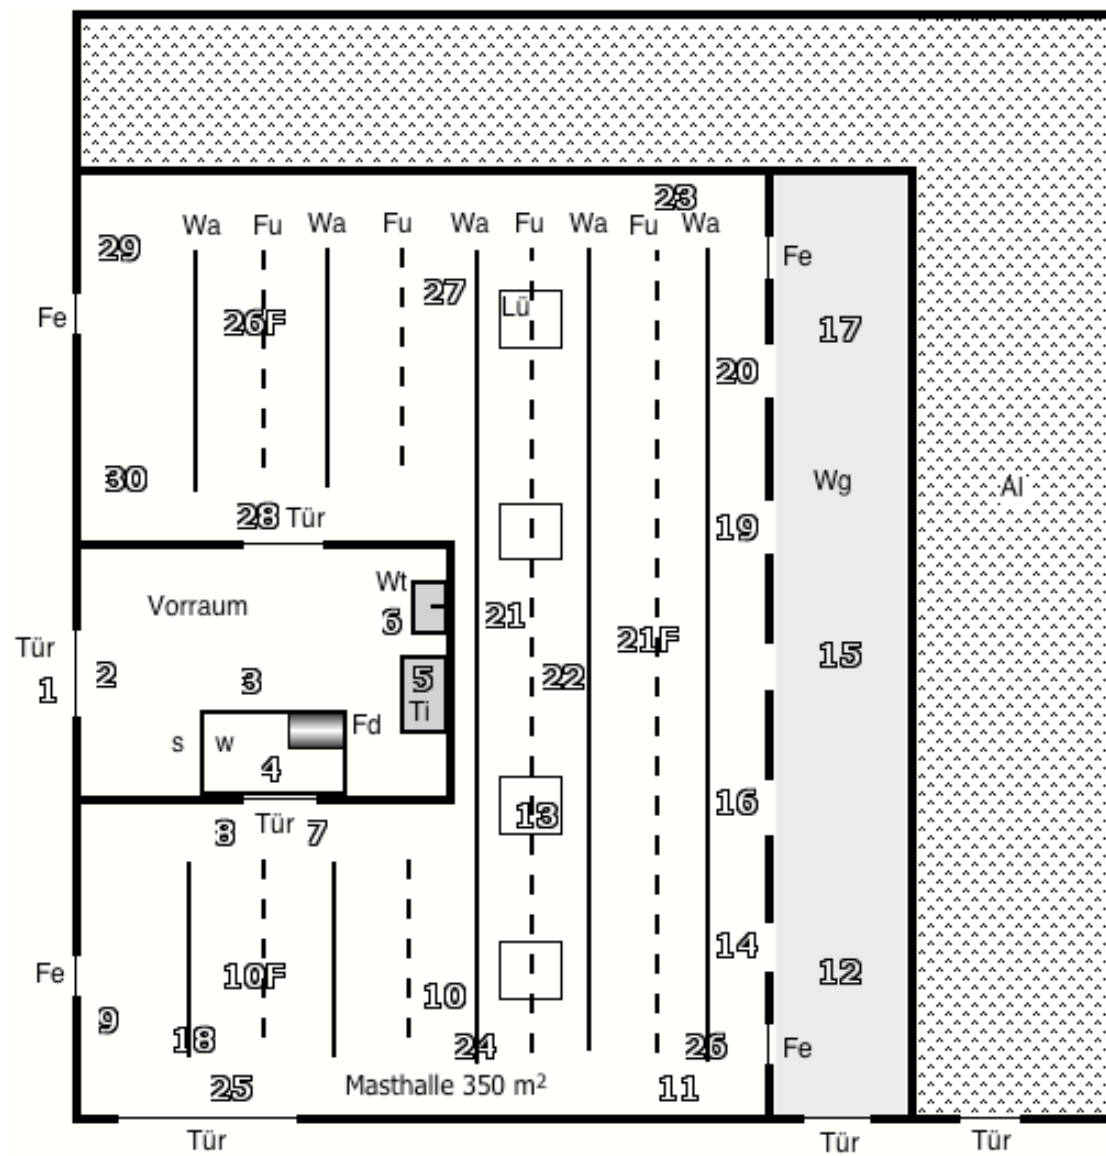 23
Wa Fu Wa Fu Wa Fu Wa Fu Wa
29
Fe
27
Lü
Fe
26F
17
20
30
Wg
Al
28 Tür
19
Wt
Vorraum
6
21
21F
Tür
1
2
3
5
22
15
Ti
Fd
s
w
4
16
13
8
Tür
7
14
Fe
10F
10
12
9
18
24
26
Fe
25
Masthalle 350 m²
11
Tür
Tür
Tür